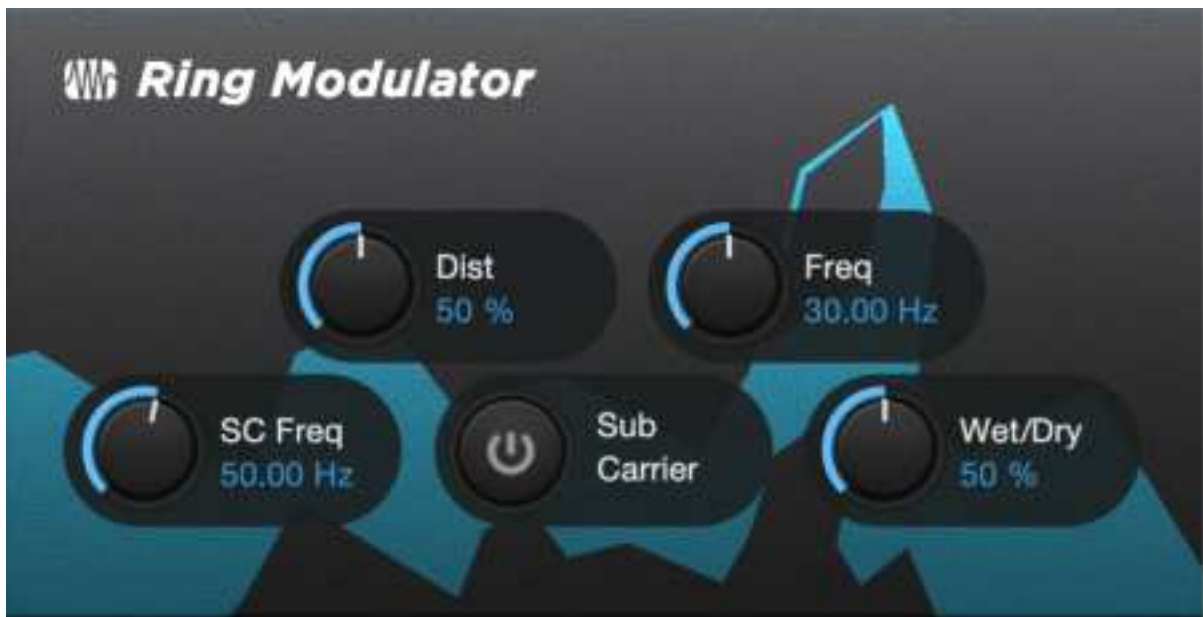 Ring Modulator
Dist
50 %
Freq
30.00 Hz
SC Freq
50.00 Hz
Sub
Carrier
Wet/Dry
50 %